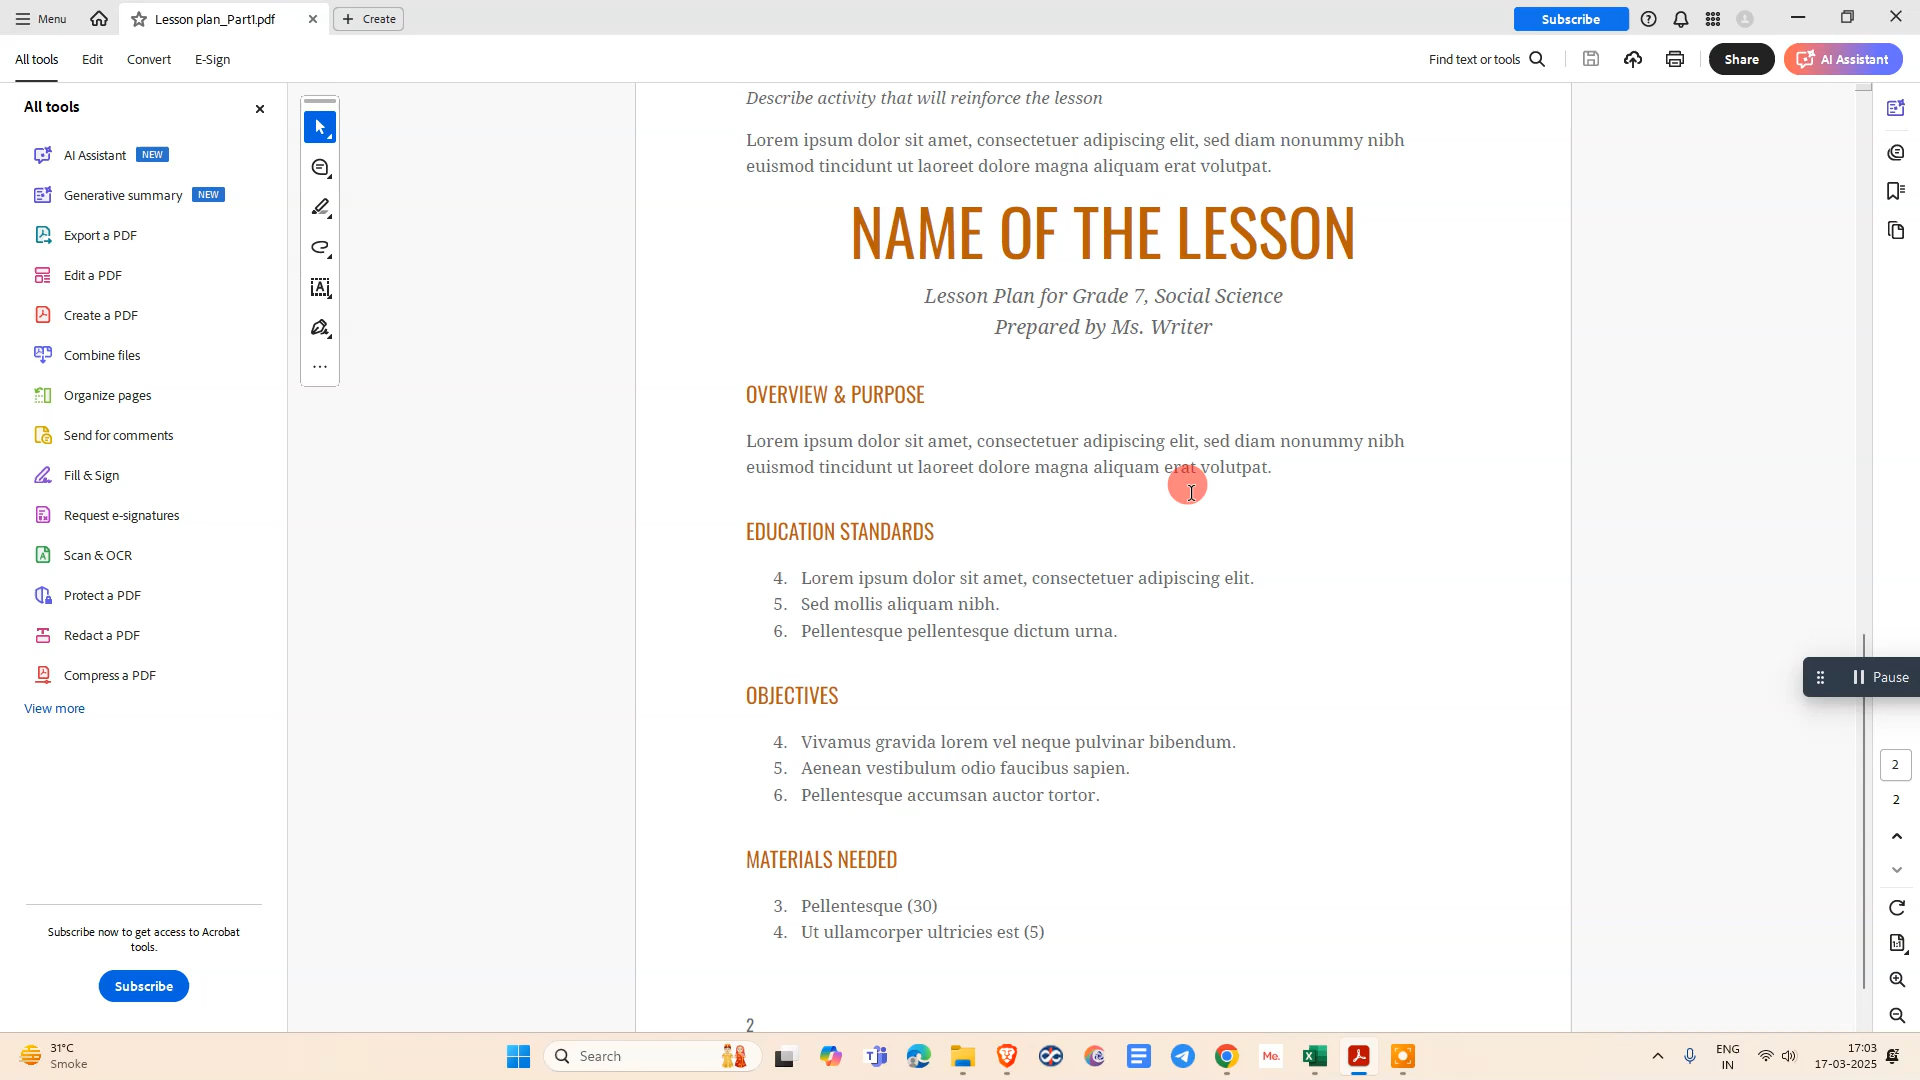 Menu
Lesson plan_Part1.pdf
Create
Subscribe
All tools
Edit
Convert
E-Sign
Find text or tools
Share
AI Assistant
All tools
AI Assistant NEW
Generative summary NEW
Export a PDF
Edit a PDF
Create a PDF
Combine files
Organize pages
Send for comments
Fill & Sign
Request e-signatures
Scan & OCR
Protect a PDF
Redact a PDF
Compress a PDF
View more
Subscribe now to get access to Acrobat
tools.
Subscribe
Describe activity that will reinforce the lesson
Lorem ipsum dolor sit amet, consectetuer adipiscing elit, sed diam nonummy nibh
euismod tincidunt ut laoreet dolore magna aliquam erat volutpat.
NAME OF THE LESSON
Lesson Plan for Grade 7, Social Science
Prepared by Ms. Writer
OVERVIEW & PURPOSE
Lorem ipsum dolor sit amet, consectetuer adipiscing elit, sed diam nonummy nibh
euismod tincidunt ut laoreet dolore magna aliquam erat volutpat.
EDUCATION STANDARDS
4. Lorem ipsum dolor sit amet, consectetuer adipiscing elit.
5. Sed mollis aliquam nibh.
6. Pellentesque pellentesque dictum urna.
OBJECTIVES
4. Vivamus gravida lorem vel neque pulvinar bibendum.
5. Aenean vestibulum odio faucibus sapien.
6. Pellentesque accumsan auctor tortor.
MATERIALS NEEDED
3. Pellentesque (30)
4. Ut ullamcorper ultricies est (5)
2
Pause
2
2
31°C
Smoke
Search
Me.
ENG
IN
17:03
17-03-2025